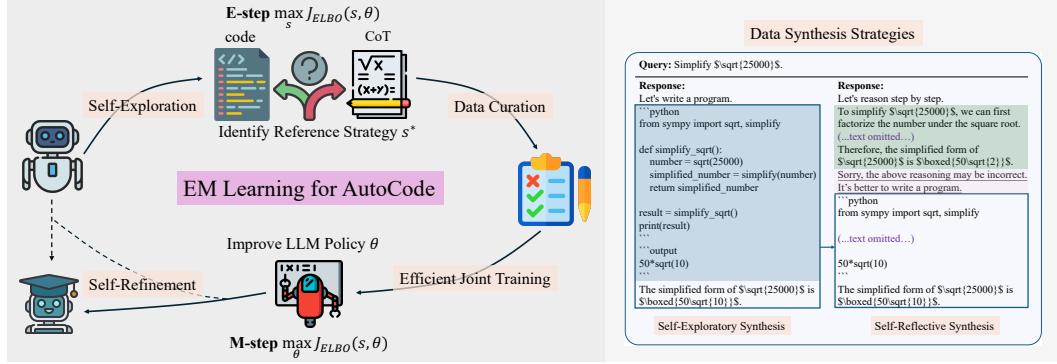 E-step max_s J_{ELBO}(s, θ)
code
CoT
</>
√x
(x+y)=
?
Self-Exploration
Identify Reference Strategy s*
Data Curation
EM Learning for AutoCode
Improve LLM Policy θ
Efficient Joint Training
Self-Refinement
M-step max_θ J_{ELBO}(s, θ)
Data Synthesis Strategies
Query: Simplify $\sqrt{25000}$.
Response:
Let's write a program.
```python
from sympy import sqrt, simplify
def simplify_sqrt():
number = sqrt(25000)
simplified_number = simplify(number)
return simplified_number
result = simplify_sqrt()
print(result)
```
```output
50*sqrt(10)
```
The simplified form of $\sqrt{25000}$ is
$\boxed{50\sqrt{10}}$.
Self-Exploratory Synthesis
Response:
Let's reason step by step.
To simplify $\sqrt{25000}$, we can first
factorize the number under the square root.
(...text omitted…)
Therefore, the simplified form of
$\sqrt{25000}$ is $\boxed{50\sqrt{2}}$.
Sorry, the above reasoning may be incorrect.
It's better to write a program.
```python
from sympy import sqrt, simplify
(...text omitted…)
50*sqrt(10)
```
The simplified form of $\sqrt{25000}$ is
$\boxed{50\sqrt{10}}$.
Self-Reflective Synthesis